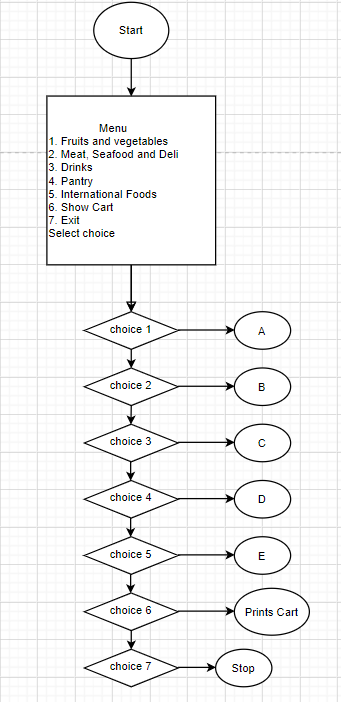 Start
Menu
1. Fruits and vegetables
2. Meat, Seafood and Deli
3. Drinks
4. Pantry
5. International Foods
6. Show Cart
7. Exit
Select choice
choice 1
A
choice 2
B
choice 3
C
choice 4
D
choice 5
E
choice 6
Prints Cart
choice 7
Stop